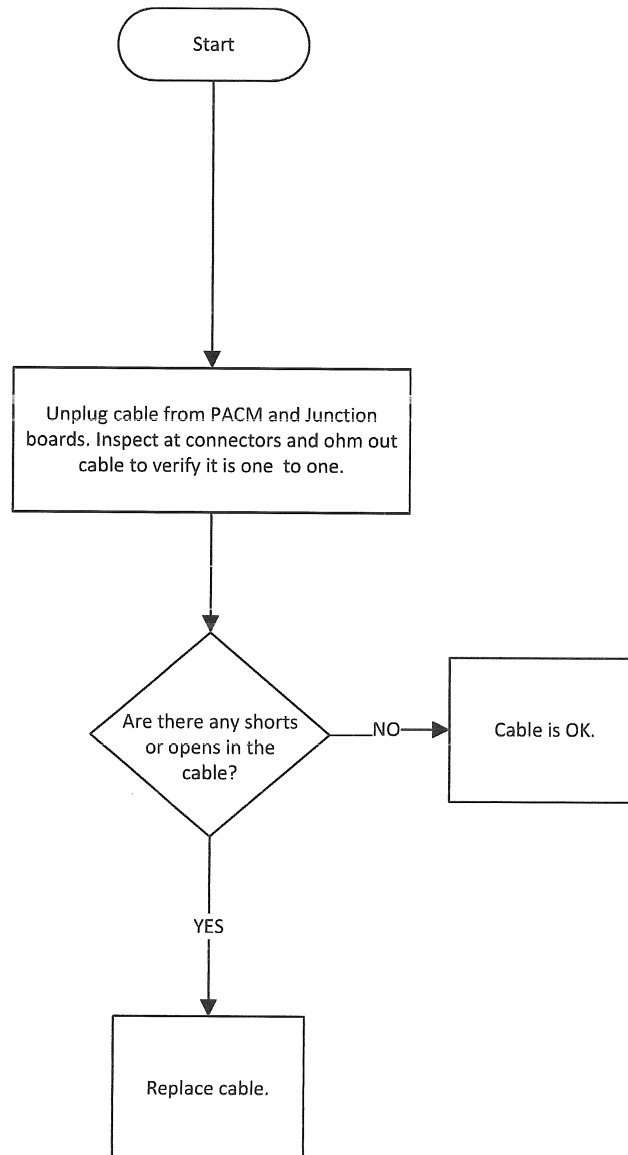 Start
Unplug cable from PACM and Junction
boards. Inspect at connectors and ohm out
cable to verify it is one to one.
Are there any shorts
or opens in the
cable?
NO
Cable is OK.
YES
Replace cable.